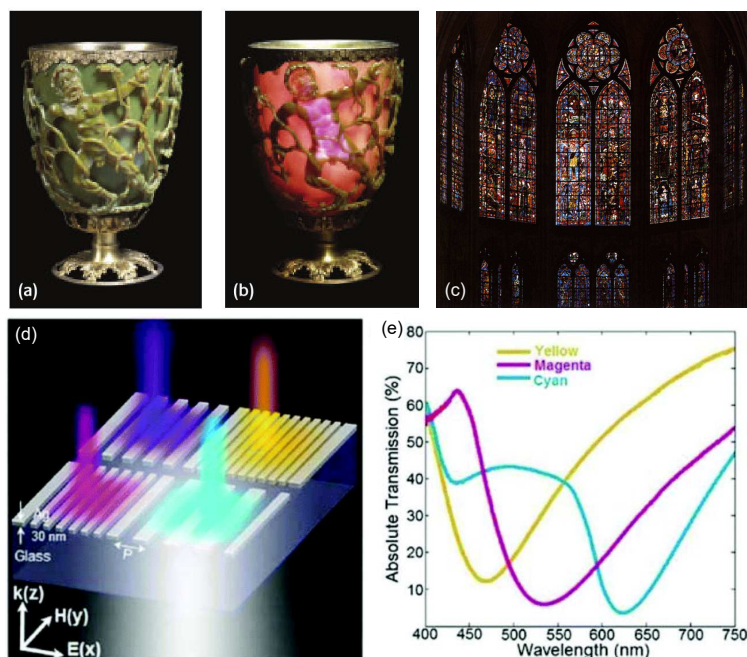 (a)
(b)
(c)
(d)
Ag
30 nm
Glass
P
k(z)
H(y)
E(x)
(e)
Yellow
Magenta
Cyan
Absolute Transmission (%)
80
70
60
50
40
30
20
10
400 450 500 550 600 650 700 750
Wavelength (nm)